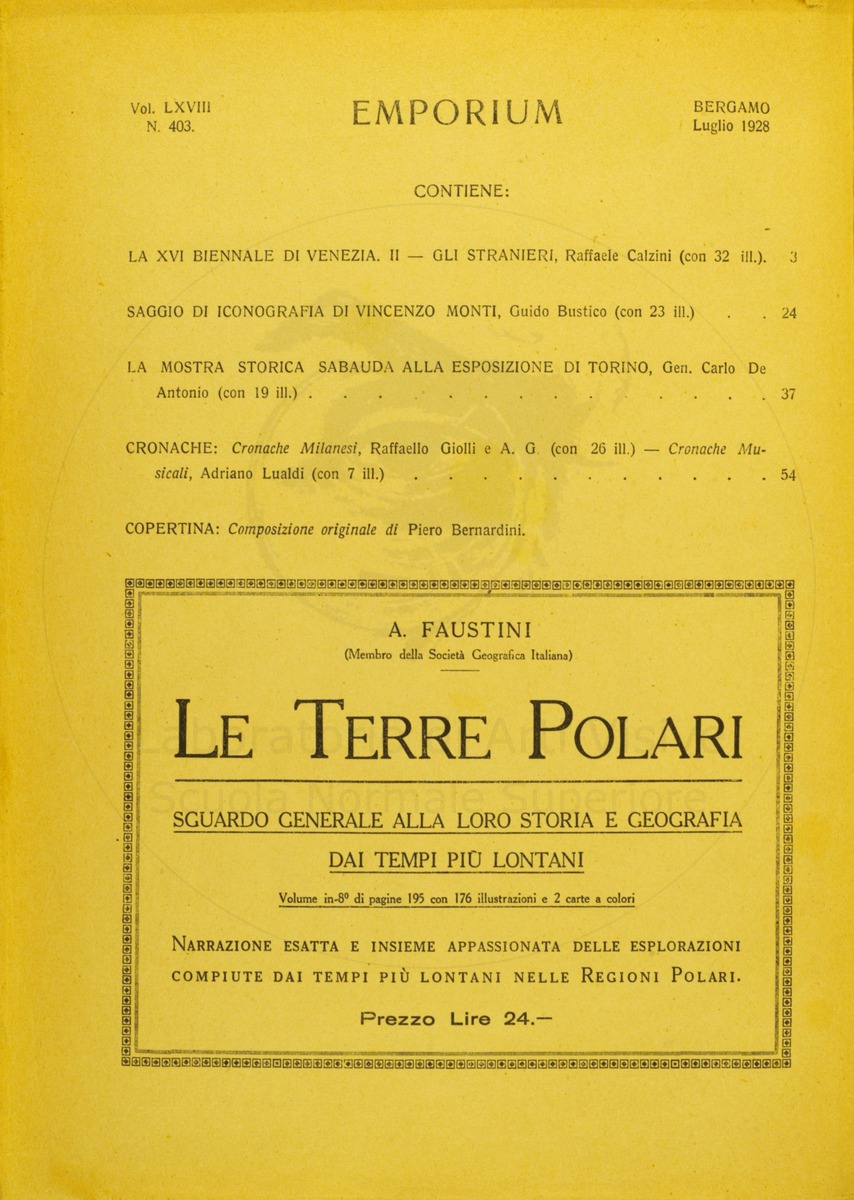 Vol. LXVIII
N. 403.
EMPORIUM
BERGAMO
Luglio 1928
CONTIENE:
LA XVI BIENNALE DI VENEZIA. II — GLI STRANIERI, Raffaele Calzini (con 32 ill.). 3
SAGGIO DI ICONOGRAFIA DI VINCENZO MONTI, Guido Bustico (con 23 ill.) . . 24
LA MOSTRA STORICA SABAUDA ALLA ESPOSIZIONE DI TORINO, Gen. Carlo De
Antonio (con 19 ill.) . . . . . . . . . . . . . . 37
CRONACHE: Cronache Milanesi, Raffaello Giolli e A. G. (con 26 ill.) — Cronache Mu-
sicali, Adriano Lualdi (con 7 ill.) . . . . . . . . . . . 54
COPERTINA: Composizione originale di Piero Bernardini.
A. FAUSTINI
(Membro della Società Geografica Italiana)
LE TERRE POLARI
SGUARDO GENERALE ALLA LORO STORIA E GEOGRAFIA
DAI TEMPI PIÙ LONTANI
Volume in-8º di pagine 195 con 176 illustrazioni e 2 carte a colori
NARRAZIONE ESATTA E INSIEME APPASSIONATA DELLE ESPLORAZIONI
COMPIUTE DAI TEMPI PIÙ LONTANI NELLE REGIONI POLARI.
Prezzo Lire 24.—